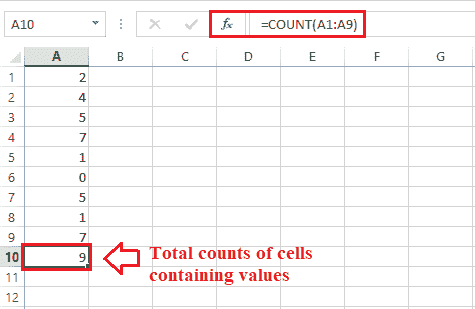 A10 fx =COUNT(A1:A9)
A B C D E F G
1 2
2 4
3 5
4 7
5 1
6 0
7 5
8 1
9 7
10 9 Total counts of cells
11 containing values
12